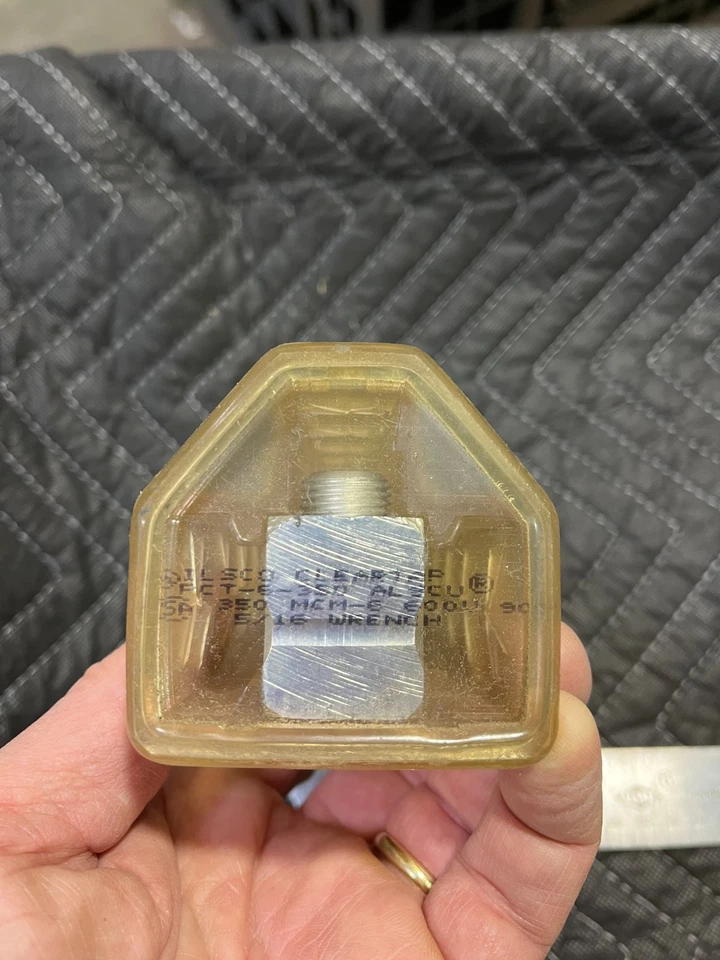 ILSCO CLEARTAP
PCT-6-350 AL9CU ®
350 MCM-6 600V 90
5/16 WRENCH